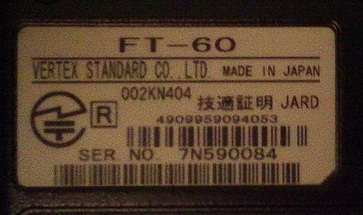 FT-60
VERTEX STANDARD CO.,LTD. MADE IN JAPAN
002KN404
R 技適証明 JARD
4909959094053
SER NO. 7N590084